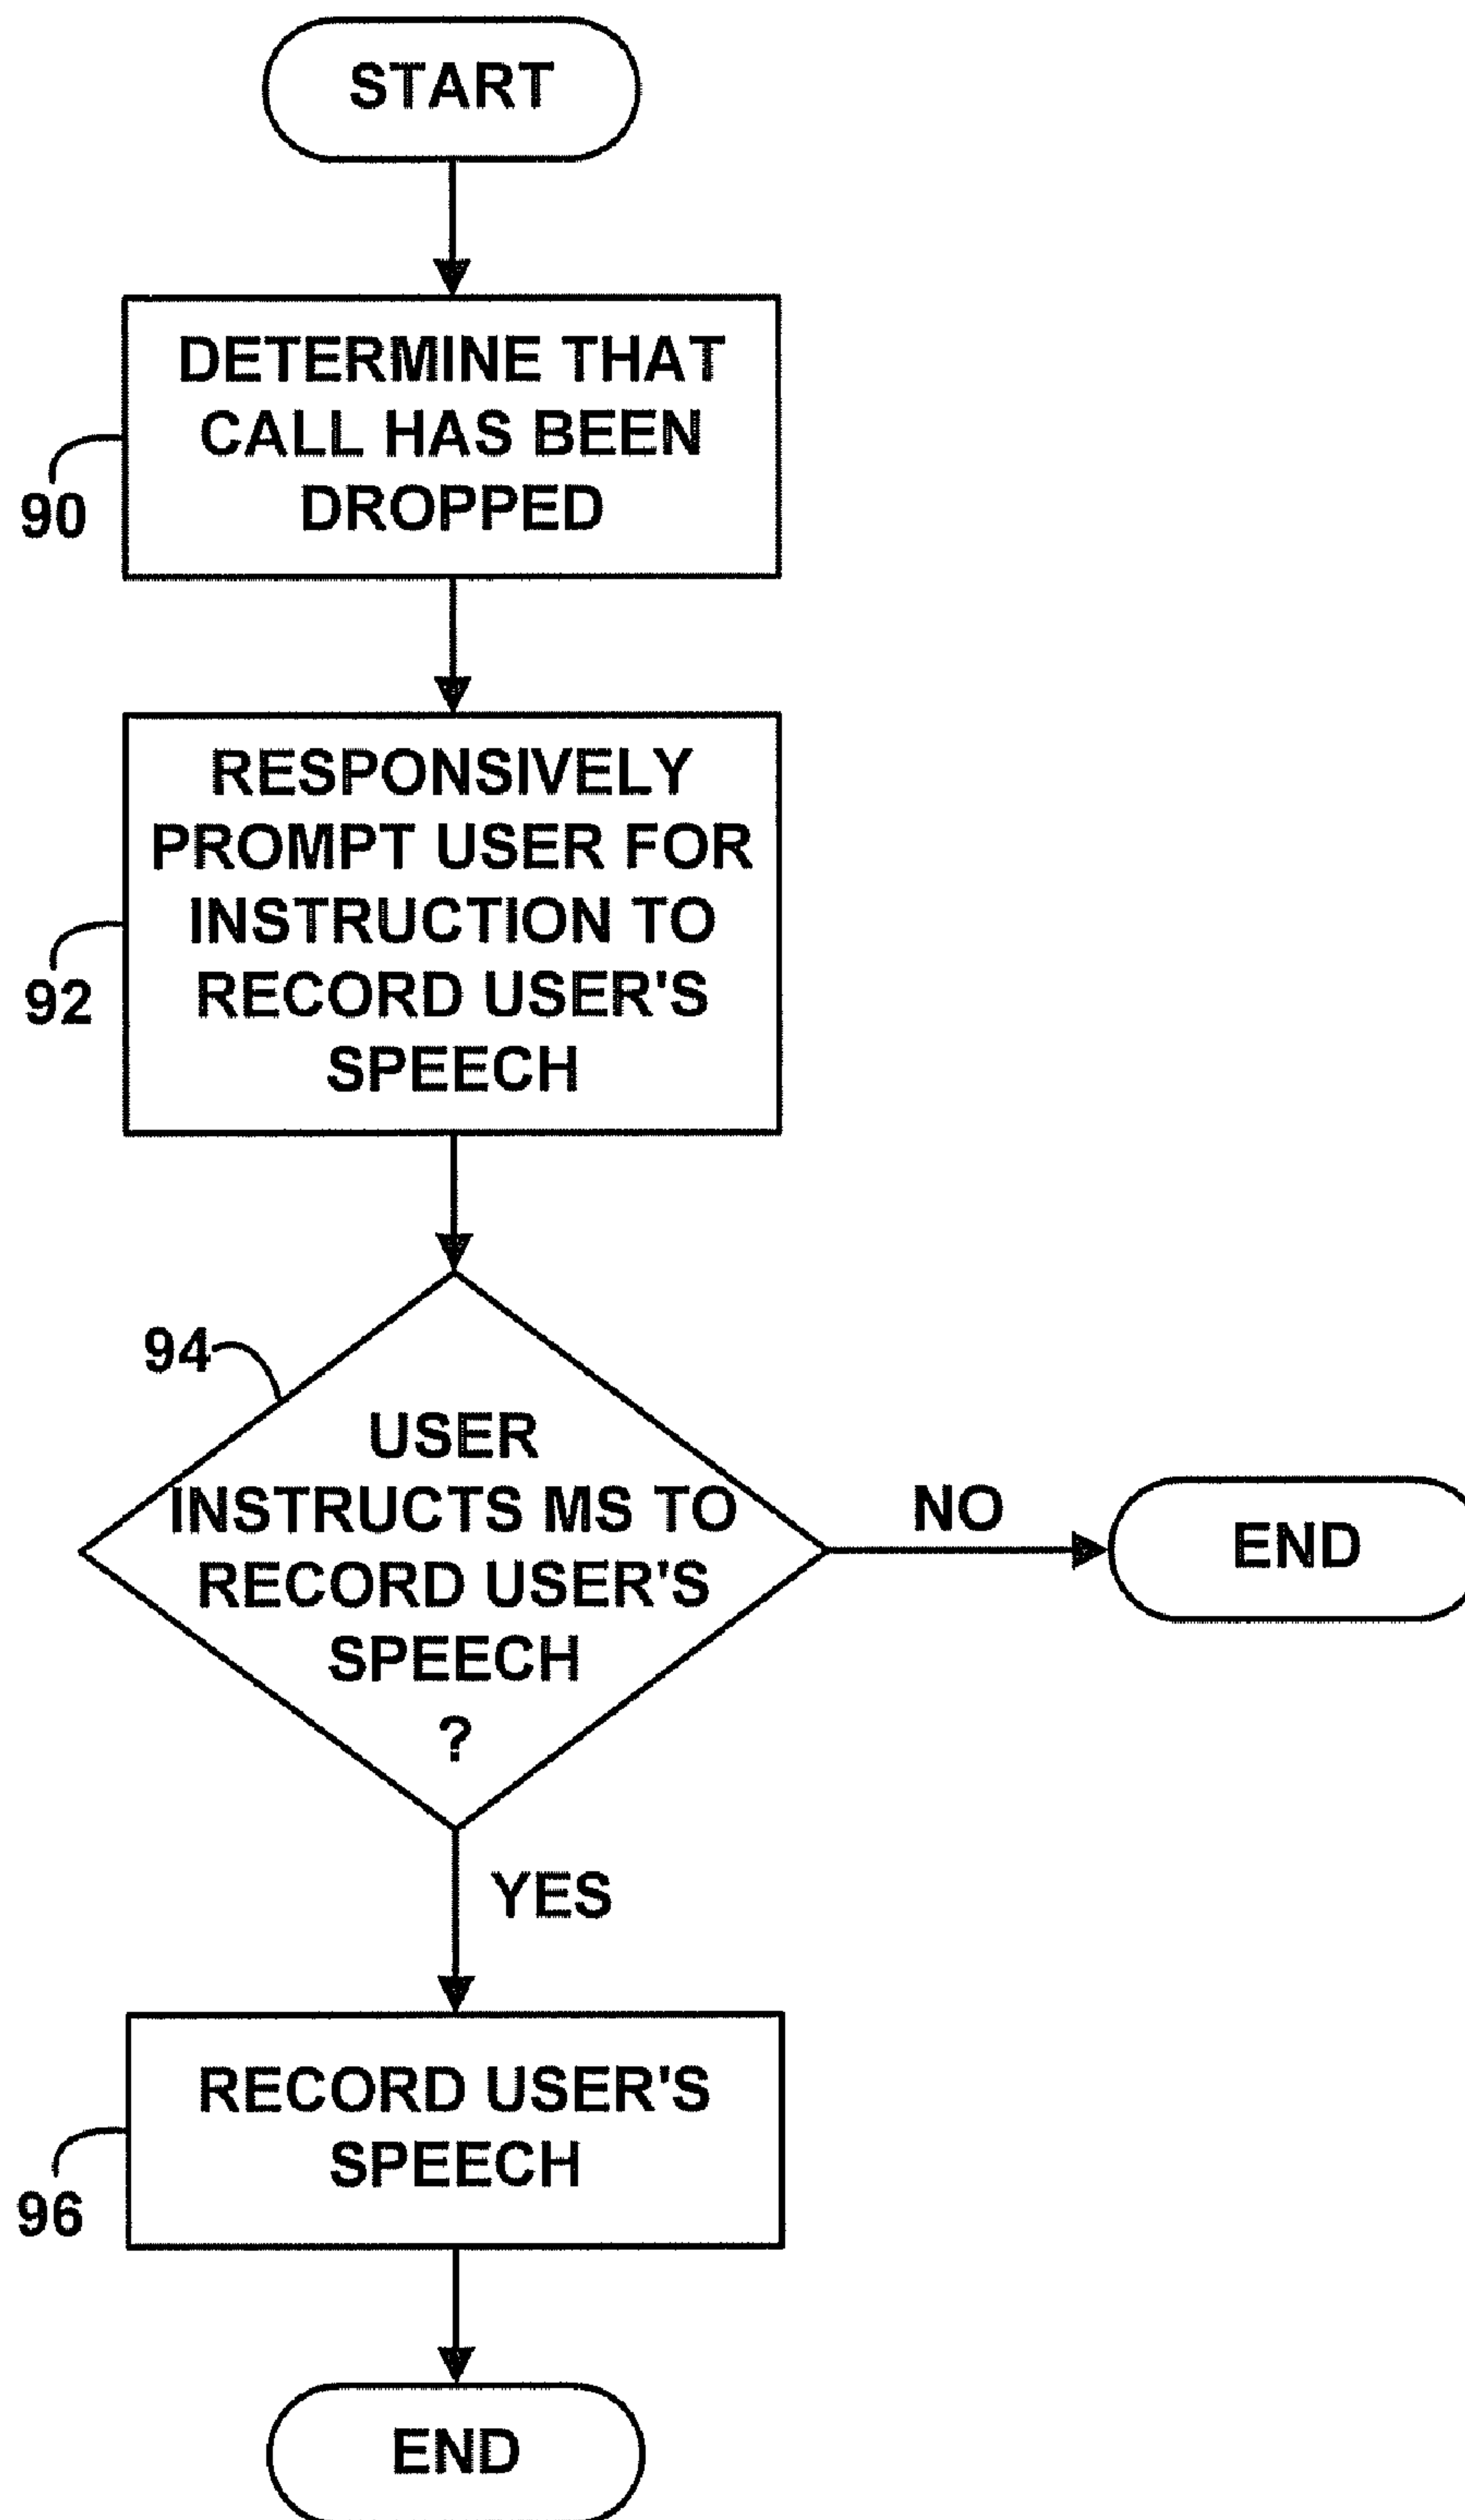 START
DETERMINE THAT
CALL HAS BEEN
DROPPED
90
RESPONSIVELY
PROMPT USER FOR
INSTRUCTION TO
RECORD USER'S
SPEECH
92
94
USER
INSTRUCTS MS TO
RECORD USER'S
SPEECH
?
NO
END
YES
RECORD USER'S
SPEECH
96
END